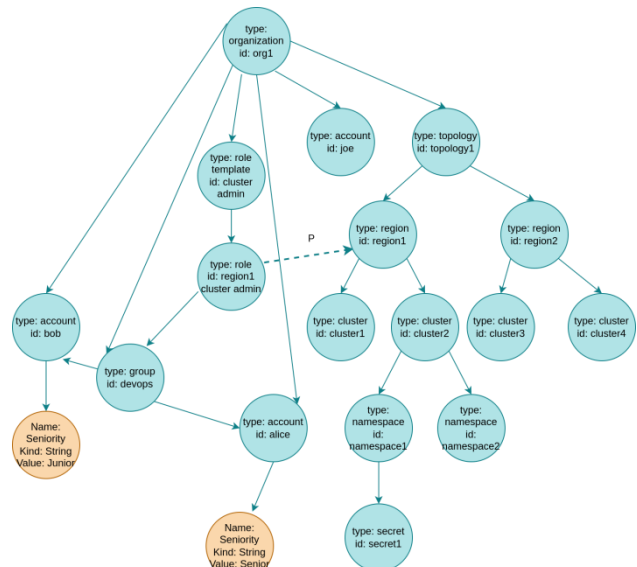 type:
organization
id: org1
type: account
id: joe
type: topology
id: topology1
type: role
template
id: cluster
admin
type: region
id: region1
type: region
id: region2
P
type: role
id: region1
cluster admin
type: account
id: bob
type: cluster
id: cluster1
type: cluster
id: cluster2
type: cluster
id: cluster3
type: cluster
id: cluster4
type: group
id: devops
type: account
id: alice
type:
namespace
id:
namespace1
type:
namespace
id:
namespace2
Name:
Seniority
Kind: String
Value: Junior
Name:
Seniority
Kind: String
Value: Senior
type: secret
id: secret1